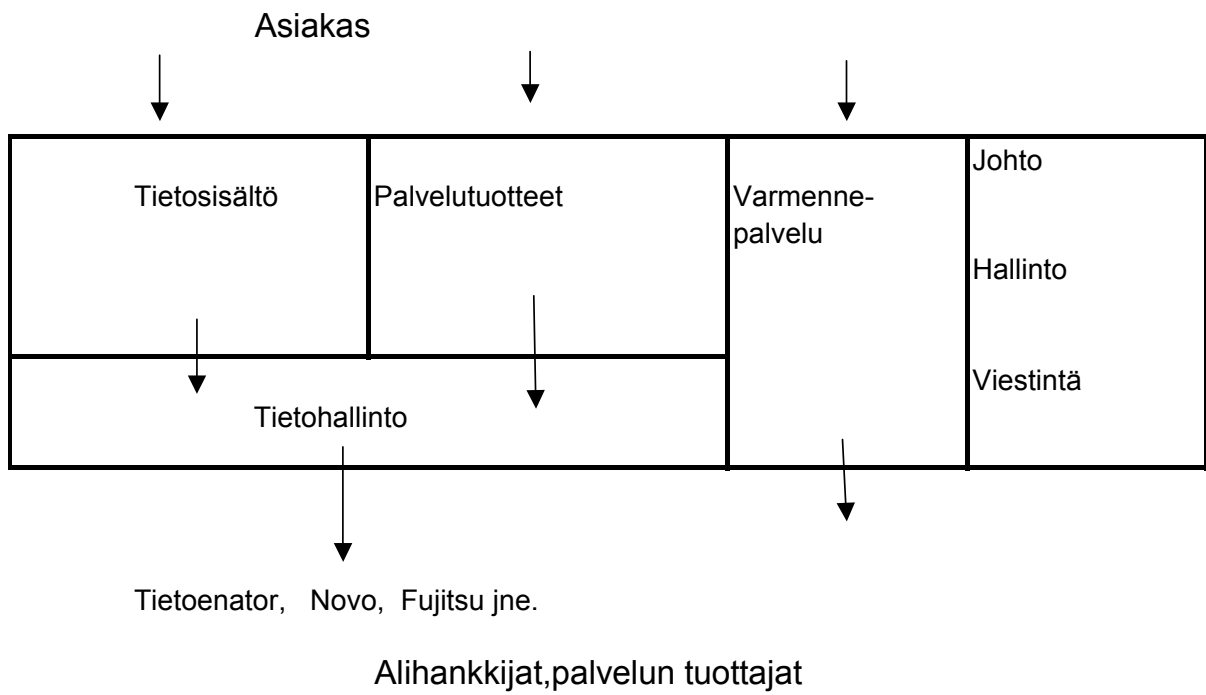 Asiakas
Tietosisältö
Palvelutuotteet
Varmenne-
palvelu
Johto
Hallinto
Viestintä
Tietohallinto
Tietoenator, Novo, Fujitsu jne.
Alihankkijat,palvelun tuottajat